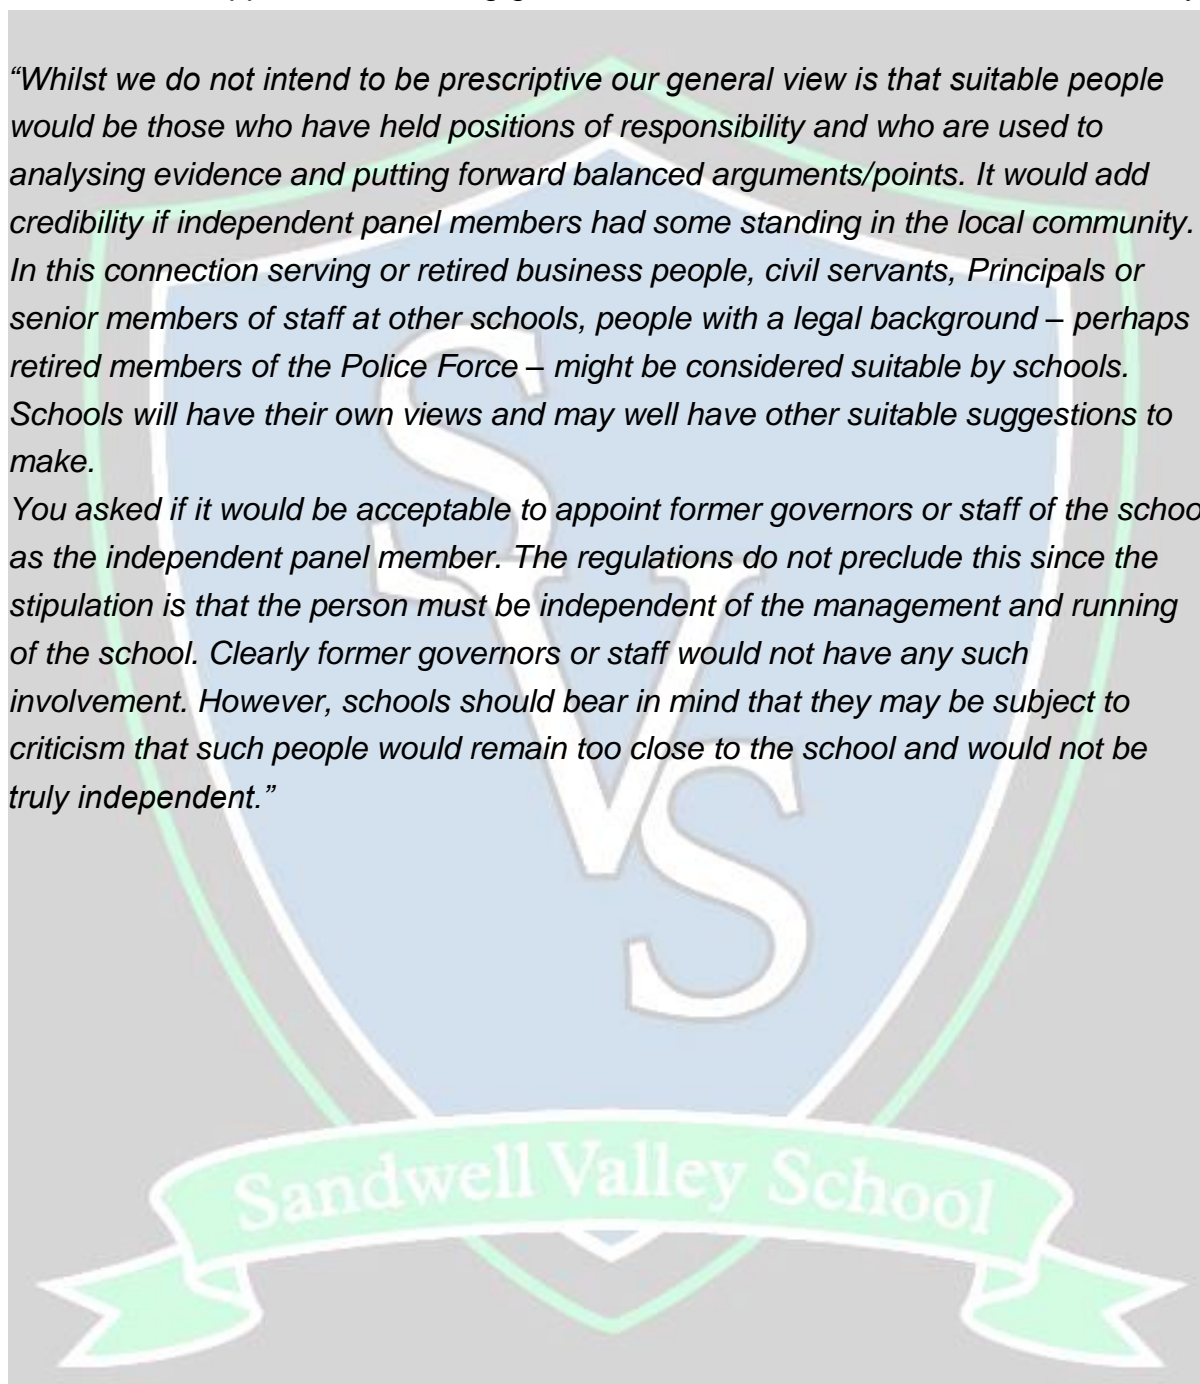 “Whilst we do not intend to be prescriptive our general view is that suitable people
would be those who have held positions of responsibility and who are used to
analysing evidence and putting forward balanced arguments/points. It would add
credibility if independent panel members had some standing in the local community.
In this connection serving or retired business people, civil servants, Principals or
senior members of staff at other schools, people with a legal background – perhaps
retired members of the Police Force – might be considered suitable by schools.
Schools will have their own views and may well have other suitable suggestions to
make.
You asked if it would be acceptable to appoint former governors or staff of the schoo
as the independent panel member. The regulations do not preclude this since the
stipulation is that the person must be independent of the management and running
of the school. Clearly former governors or staff would not have any such
involvement. However, schools should bear in mind that they may be subject to
criticism that such people would remain too close to the school and would not be
truly independent.”
SVS
Sandwell Valley School